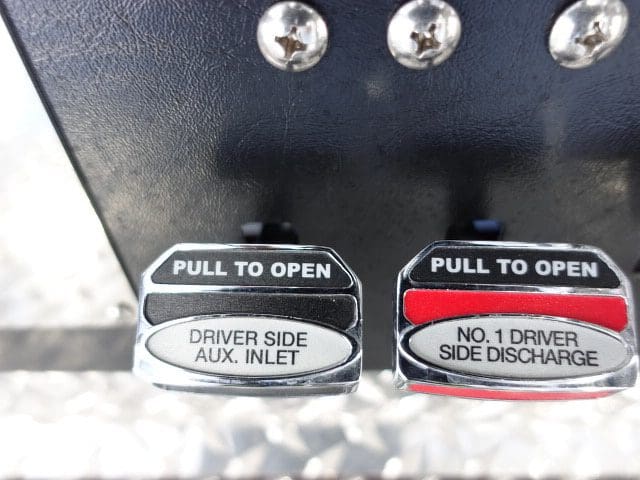 PULL TO OPEN
DRIVER SIDE
AUX. INLET
PULL TO OPEN
NO. 1 DRIVER
SIDE DISCHARGE